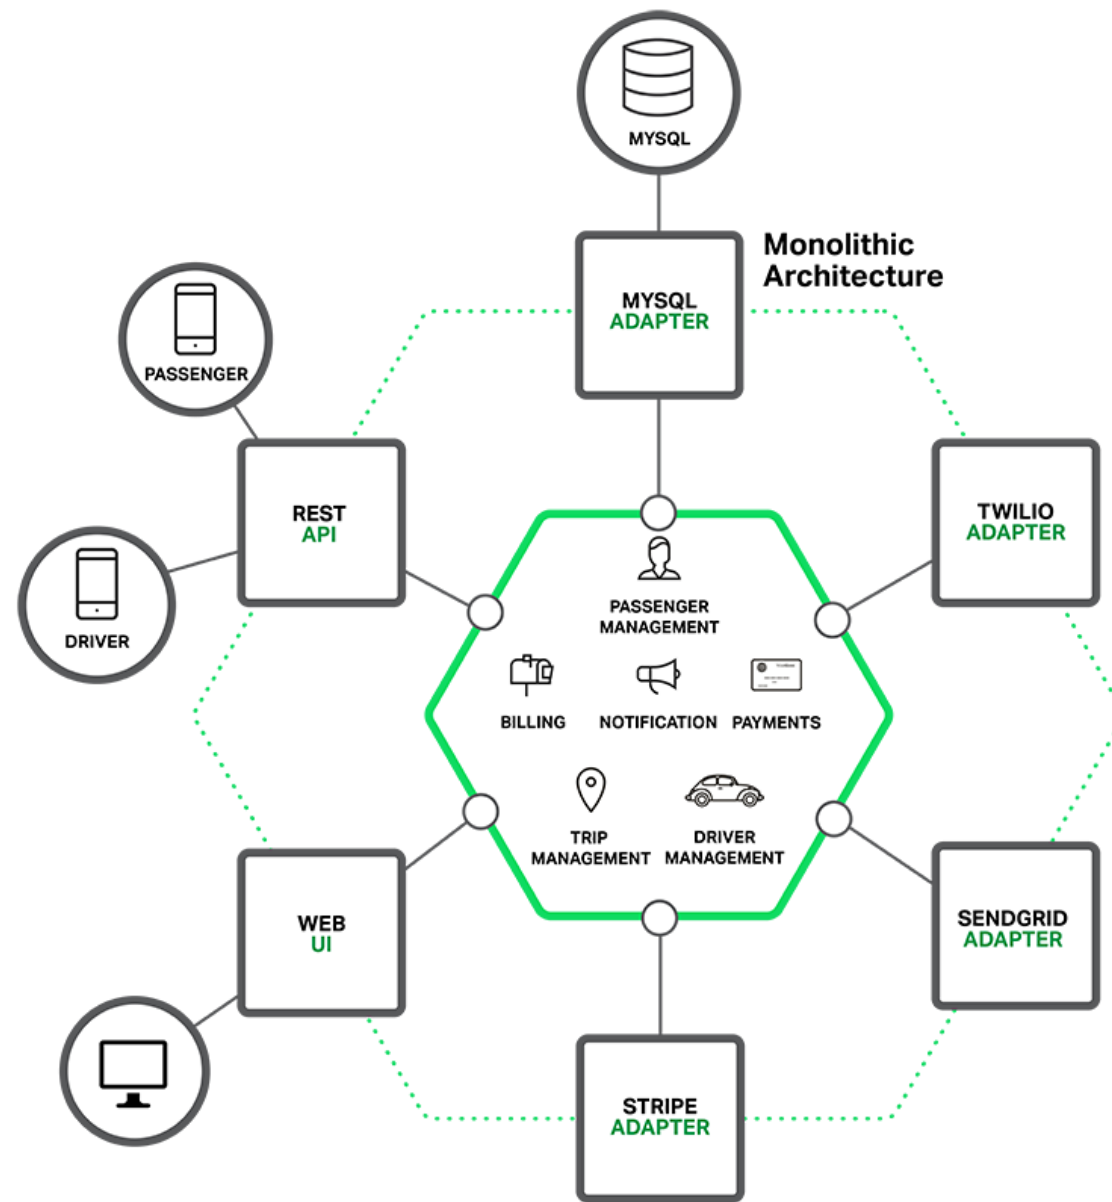 MYSQL
Monolithic
Architecture
MYSQL
ADAPTER
PASSENGER
REST
API
TWILIO
ADAPTER
DRIVER
PASSENGER
MANAGEMENT
BILLING
NOTIFICATION
PAYMENTS
TRIP
MANAGEMENT
DRIVER
MANAGEMENT
WEB
UI
SENDGRID
ADAPTER
STRIPE
ADAPTER